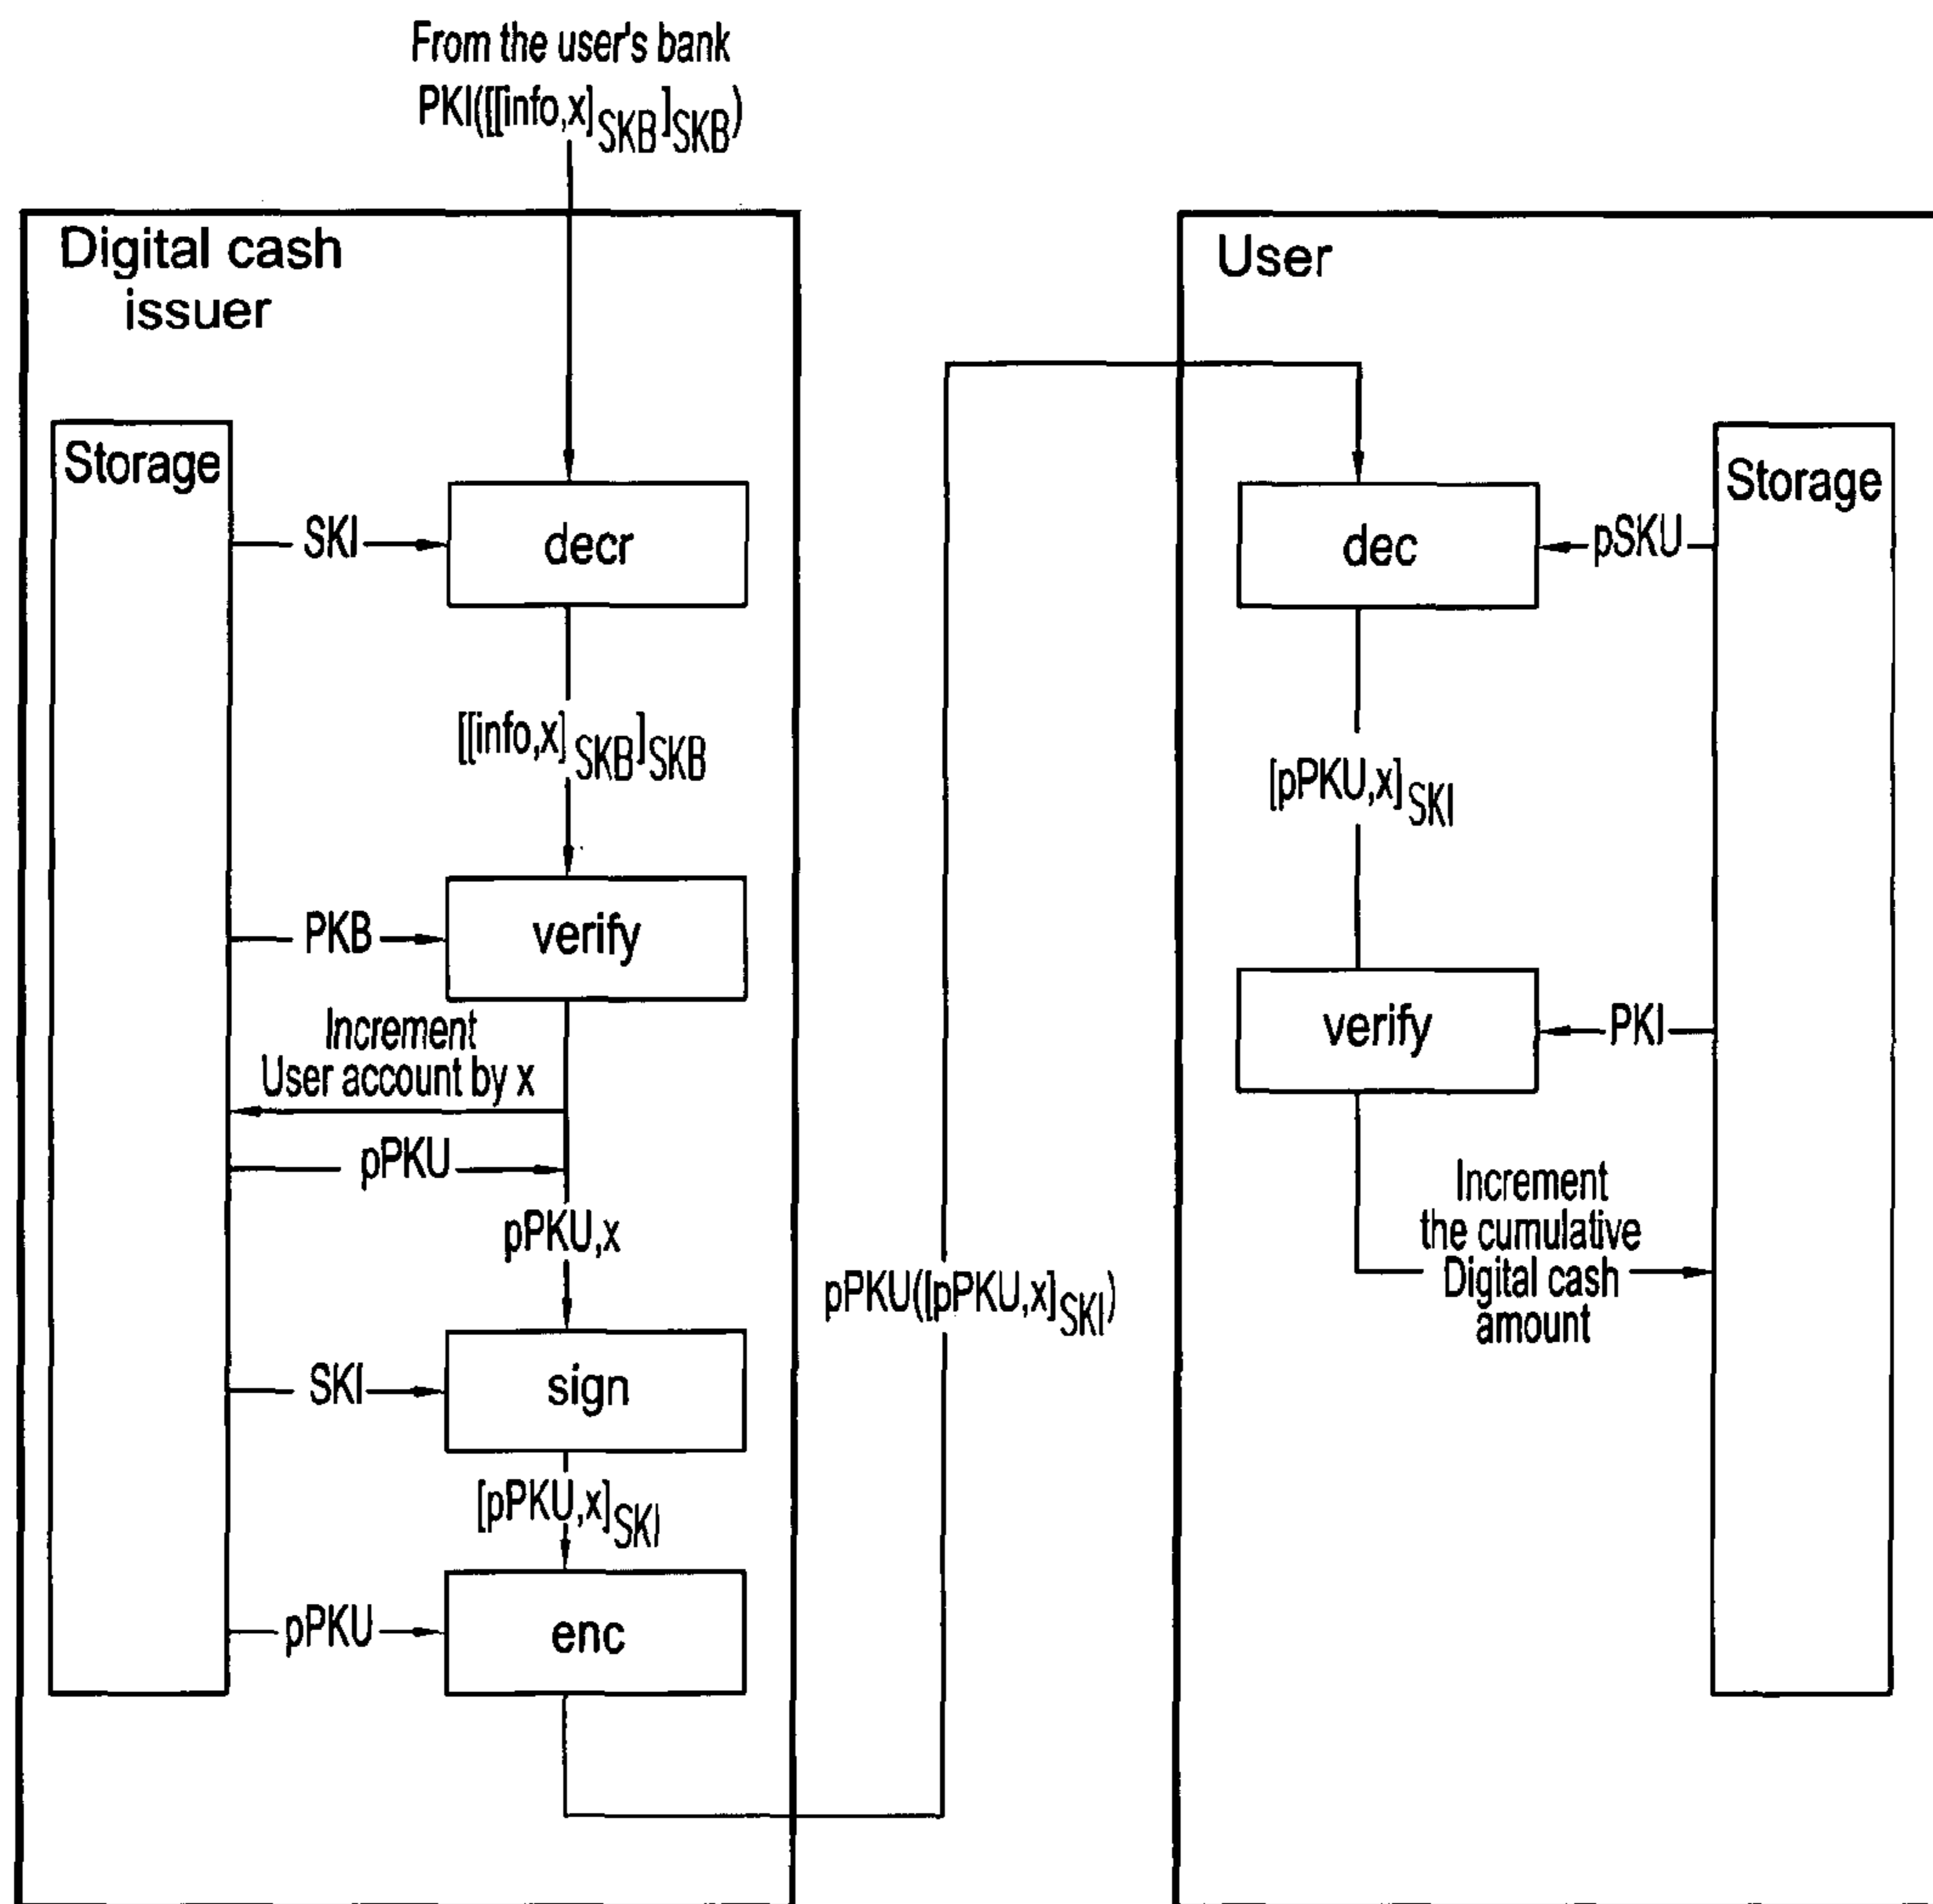 From the user's bank
PKI([[info,x]SKB]SKB)
Digital cash
issuer
Storage
SKI
decr
[[info,x]SKB]SKB
PKB
verify
Increment
User account by x
pPKU
pPKU,x
SKI
sign
[pPKU,x]SKI
pPKU
enc
pPKU([pPKU,x]SKI)
User
Storage
dec
pSKU
[pPKU,x]SKI
verify
PKI
Increment
the cumulative
Digital cash
amount